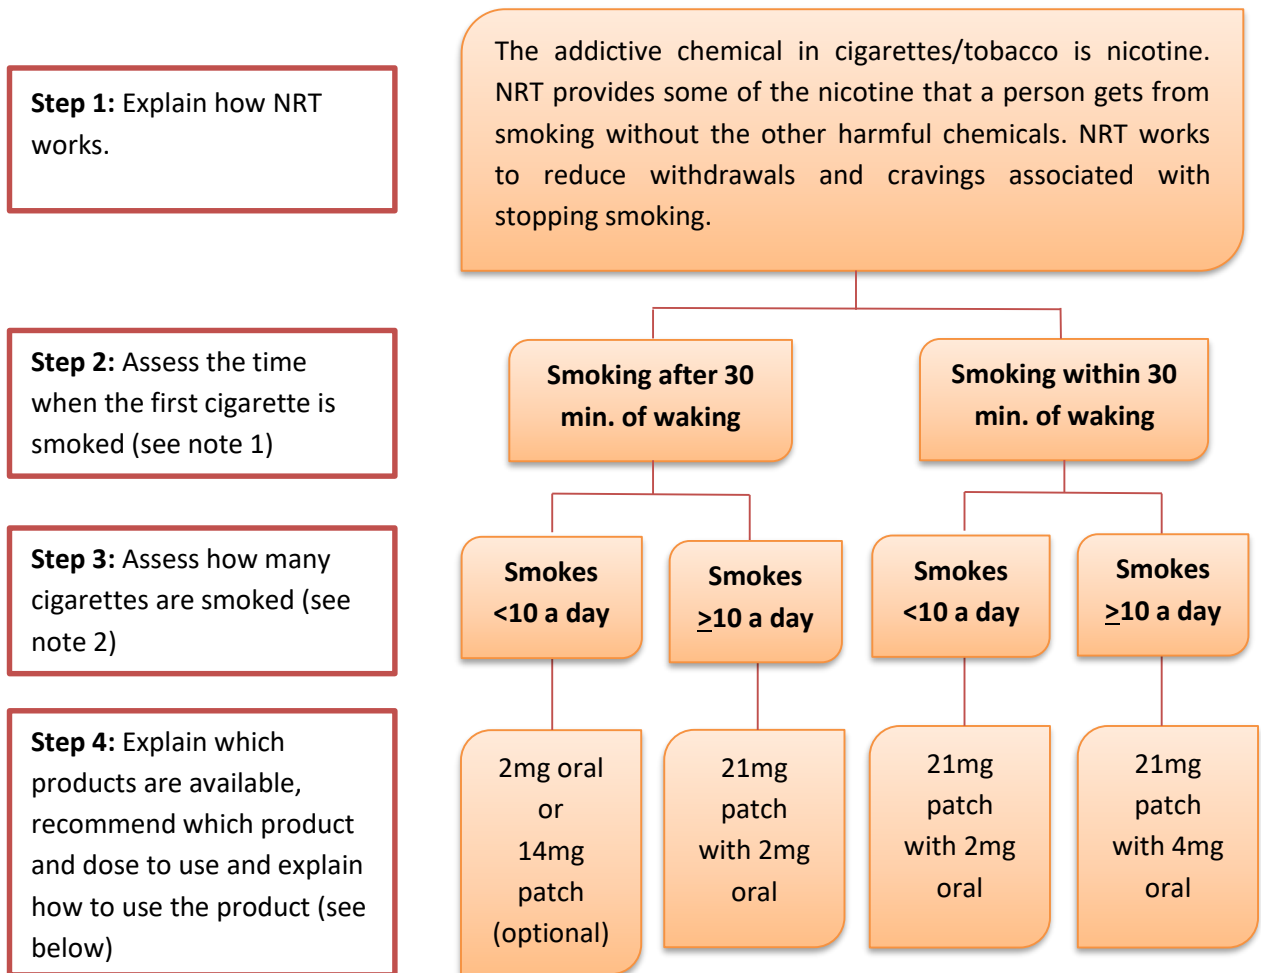 The addictive chemical in cigarettes/tobacco is nicotine.
NRT provides some of the nicotine that a person gets from
smoking without the other harmful chemicals. NRT works
to reduce withdrawals and cravings associated with
stopping smoking.
Step 1: Explain how NRT
works.
Step 2: Assess the time
when the first cigarette is
smoked (see note 1)
Smoking after 30
min. of waking
Smoking within 30
min. of waking
Step 3: Assess how many
cigarettes are smoked (see
note 2)
Smokes
<10 a day
Smokes
≥10 a day
Smokes
<10 a day
Smokes
≥10 a day
Step 4: Explain which
products are available,
recommend which product
and dose to use and explain
how to use the product (see
below)
2mg oral
or
14mg
patch
(optional)
21mg
patch
with 2mg
oral
21mg
patch
with 2mg
oral
21mg
patch
with 4mg
oral